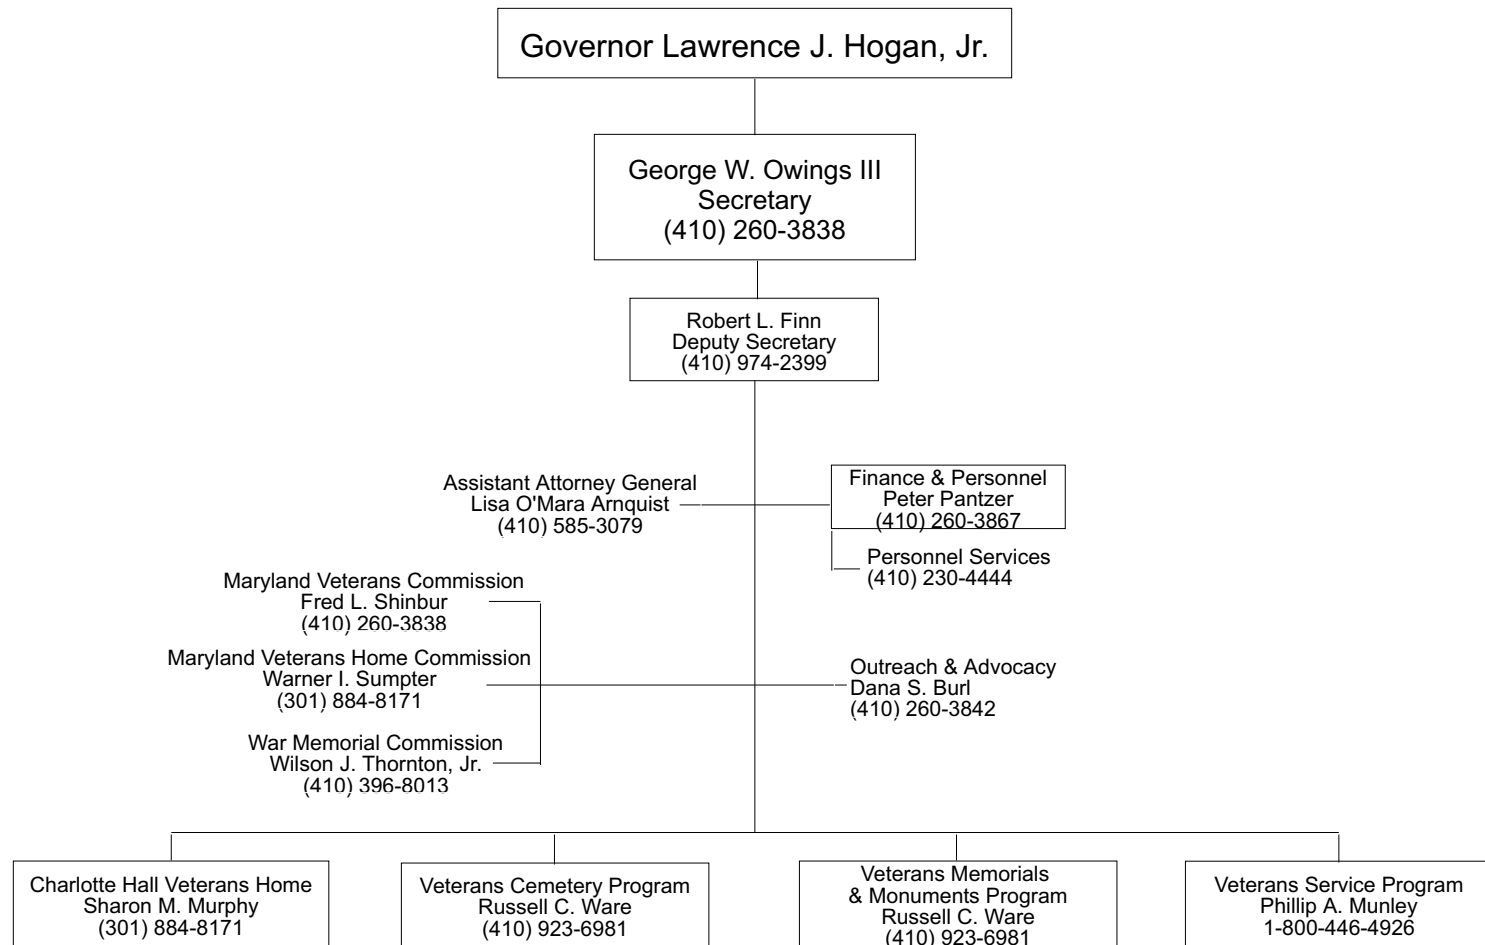 Governor Lawrence J. Hogan, Jr.
George W. Owings III
Secretary
(410) 260-3838
Robert L. Finn
Deputy Secretary
(410) 974-2399
Assistant Attorney General
Lisa O'Mara Arnquist
(410) 585-3079
Finance & Personnel
Peter Pantzer
(410) 260-3867
Personnel Services
(410) 230-4444
Maryland Veterans Commission
Fred L. Shinbur
(410) 260-3838
Maryland Veterans Home Commission
Warner I. Sumpter
(301) 884-8171
Outreach & Advocacy
Dana S. Burl
(410) 260-3842
War Memorial Commission
Wilson J. Thornton, Jr.
(410) 396-8013
Charlotte Hall Veterans Home
Sharon M. Murphy
(301) 884-8171
Veterans Cemetery Program
Russell C. Ware
(410) 923-6981
Veterans Memorials
& Monuments Program
Russell C. Ware
(410) 923-6981
Veterans Service Program
Phillip A. Munley
1-800-446-4926